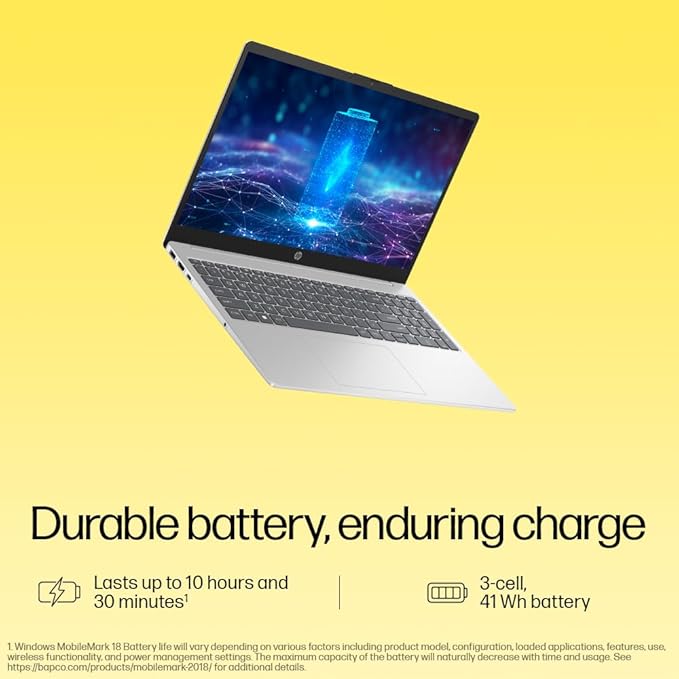 hp
Durable battery, enduring charge
Lasts up to 10 hours and
30 minutes¹
3-cell,
41 Wh battery
1. Windows MobileMark 18 Battery life will vary depending on various factors including product model, configuration, loaded applications, features, use,
wireless functionality, and power management settings. The maximum capacity of the battery will naturally decrease with time and usage. See
https://bapco.com/products/mobilemark-2018/ for additional details.